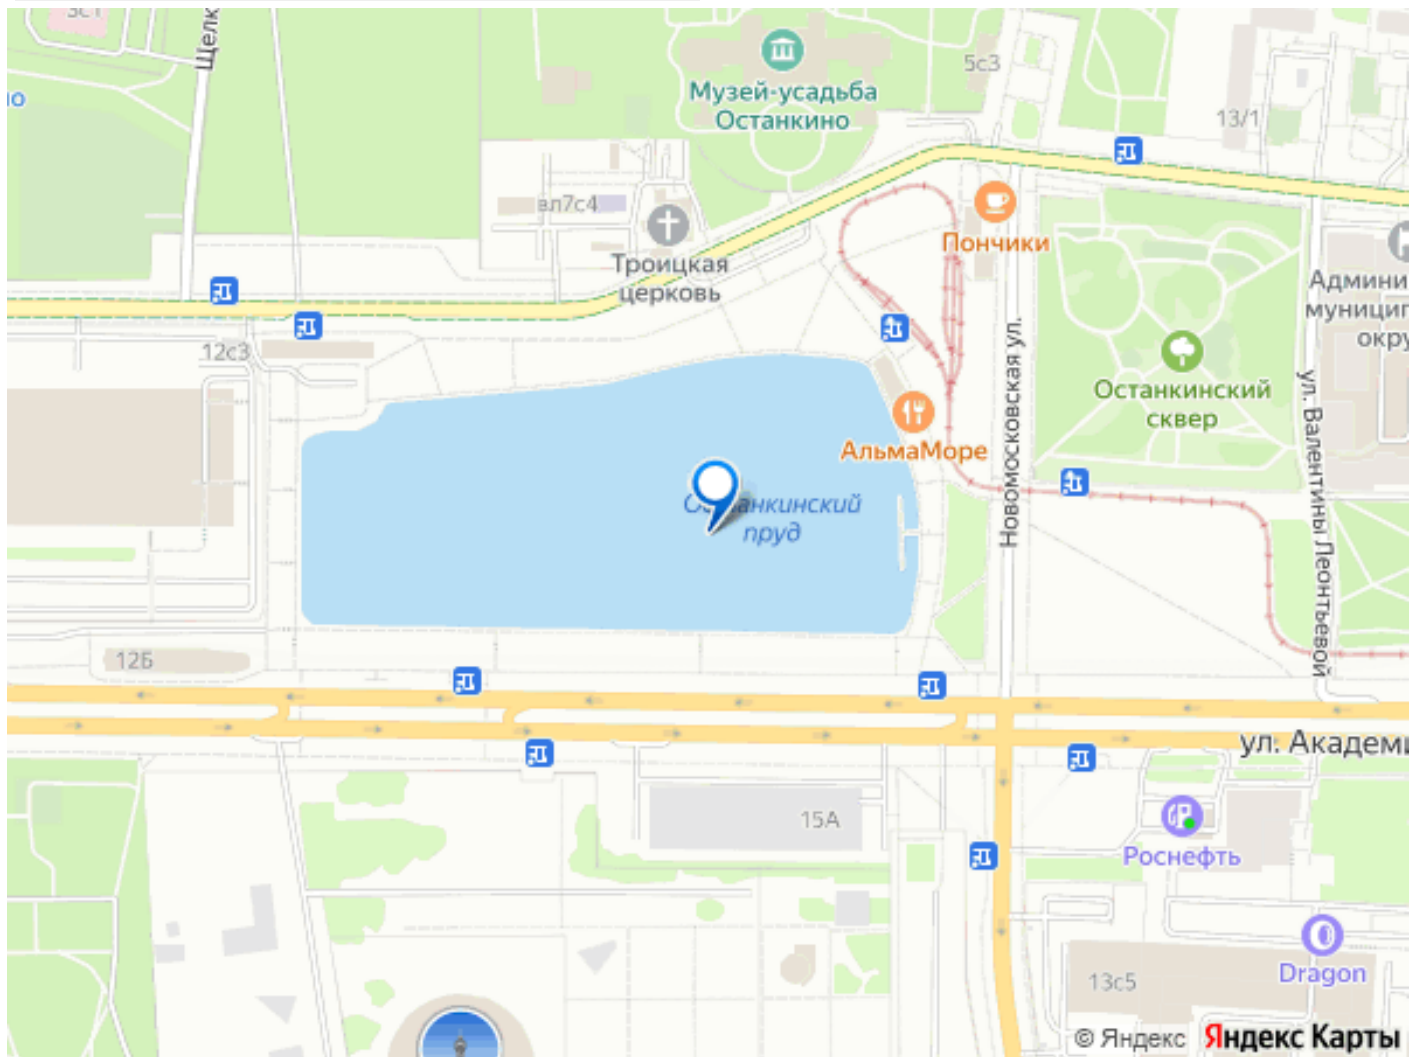 3с1
Щелк
ю
Музей-усадьба
Останкино
5с3
13/1
вл7с4
Пончики
Троицкая
церковь
Админи
муницип
окру
12с3
Останкинский
сквер
Новомосковская ул.
ул. Валентины Леонтьевой
АльмаМоре
Останкинский
пруд
12Б
ул. Академи
15А
Роснефть
Dragon
13с5
© Яндекс Яндекс Карты